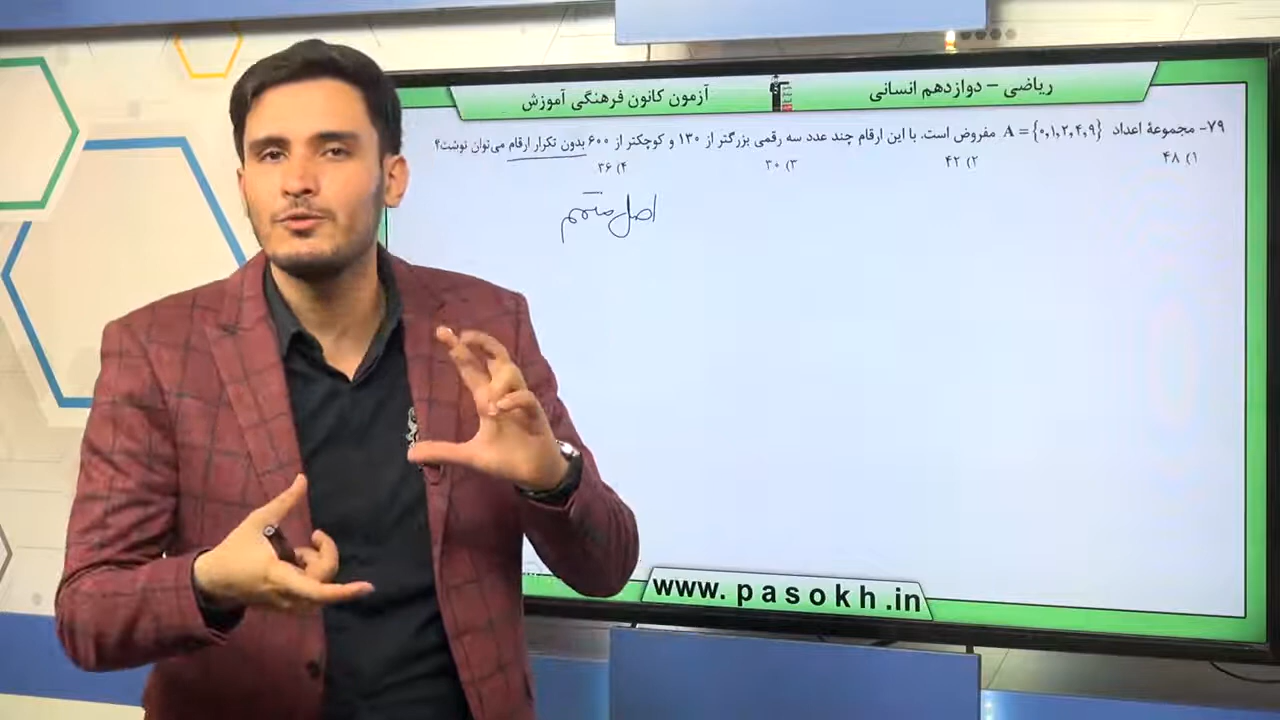 ریاضی – دوازدهم انسانی
آزمون کانون فرهنگی آموزش
۷۹- مجموعهٔ اعداد A = {۰,۱,۲,۴,۹} مفروض است. با این ارقام چند عدد سه رقمی بزرگتر از ۱۳۰ و کوچکتر از ۶۰۰ بدون تکرار ارقام می‌توان نوشت؟
۱) ۴۸ ۲) ۴۲ ۳) ۳۰ ۴) ۳۶
www.pasokh.in